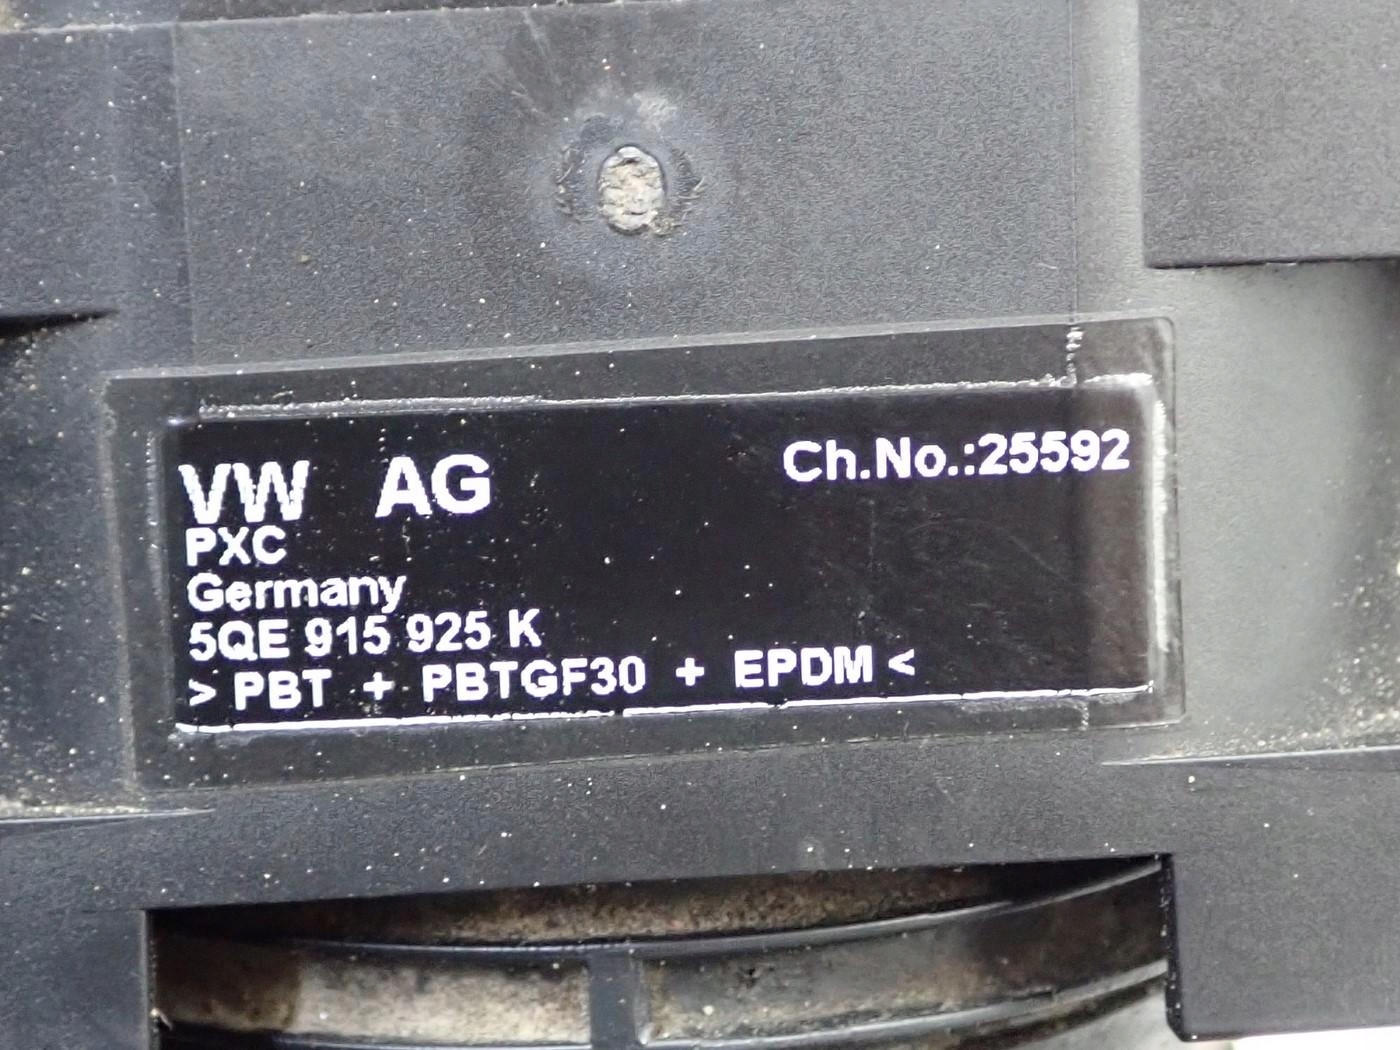 VW AG
Ch.No.:25592
PXC
Germany
5QE 915 925 K
> PBT + PBTGF30 + EPDM <